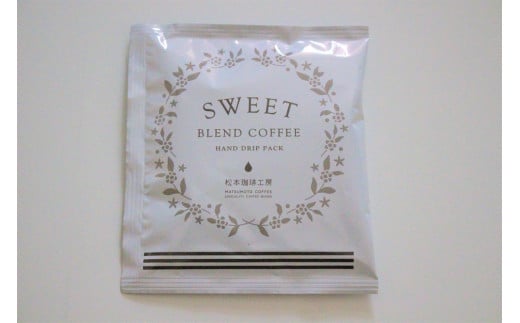 SWEET
BLEND COFFEE
HAND DRIP PACK
松本珈琲工房
MATSUMOTO COFFEE